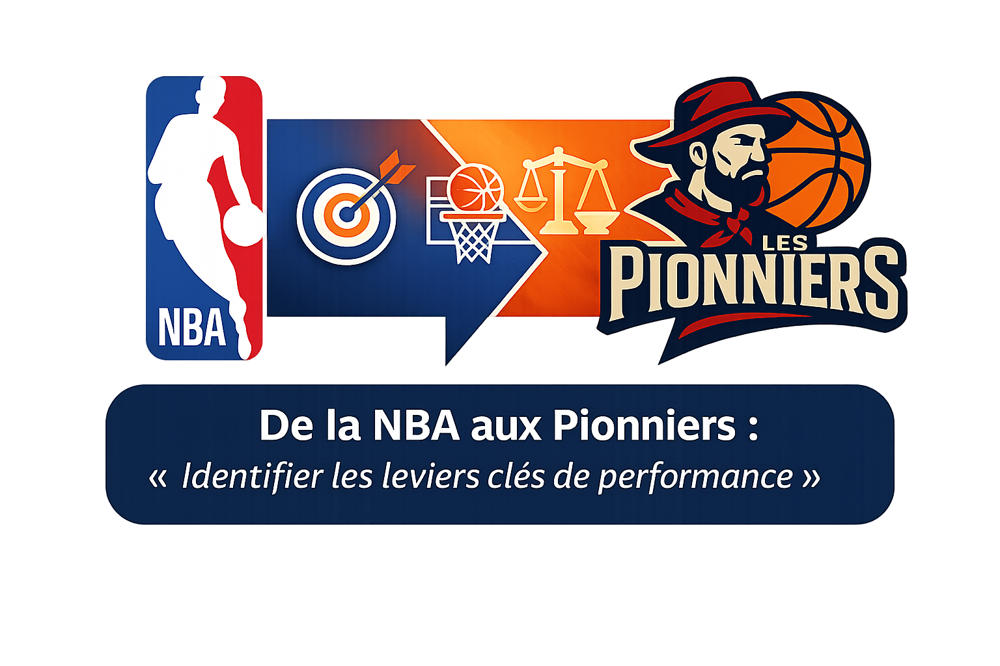 NBA
LES
PIONNIERS
De la NBA aux Pionniers :
« Identifier les leviers clés de performance »